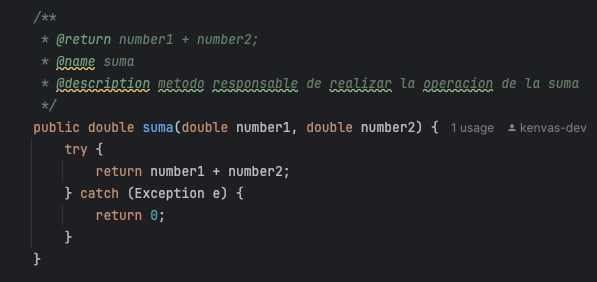 /**
 * @return number1 + number2;
 * @name suma
 * @description metodo responsable de realizar la operacion de la suma
 */
public double suma(double number1, double number2) { 1 usage kenvas-dev
    try {
        return number1 + number2;
    } catch (Exception e) {
        return 0;
    }
}